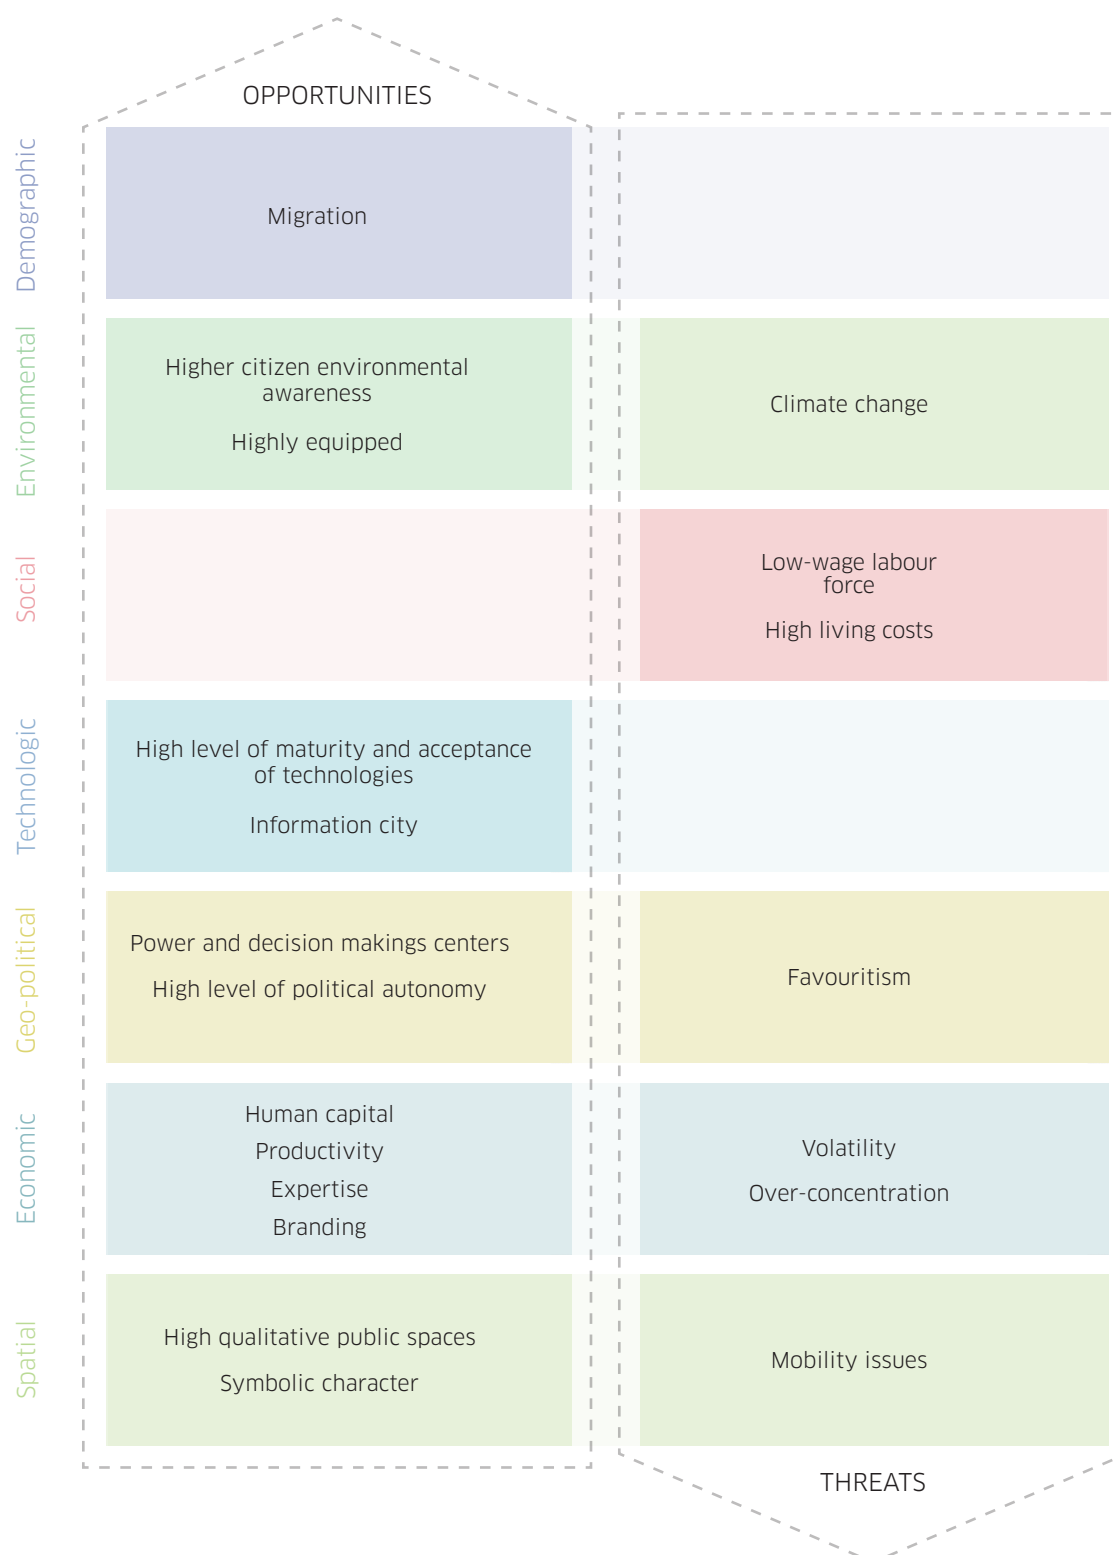 OPPORTUNITIES
Demographic
Migration
Environmental
Higher citizen environmental
awareness
Highly equipped
Climate change
Social
Low-wage labour
force
High living costs
Technologic
High level of maturity and acceptance
of technologies
Information city
Geo-political
Power and decision makings centers
High level of political autonomy
Favouritism
Economic
Human capital
Productivity
Expertise
Branding
Volatility
Over-concentration
Spatial
High qualitative public spaces
Symbolic character
Mobility issues
THREATS